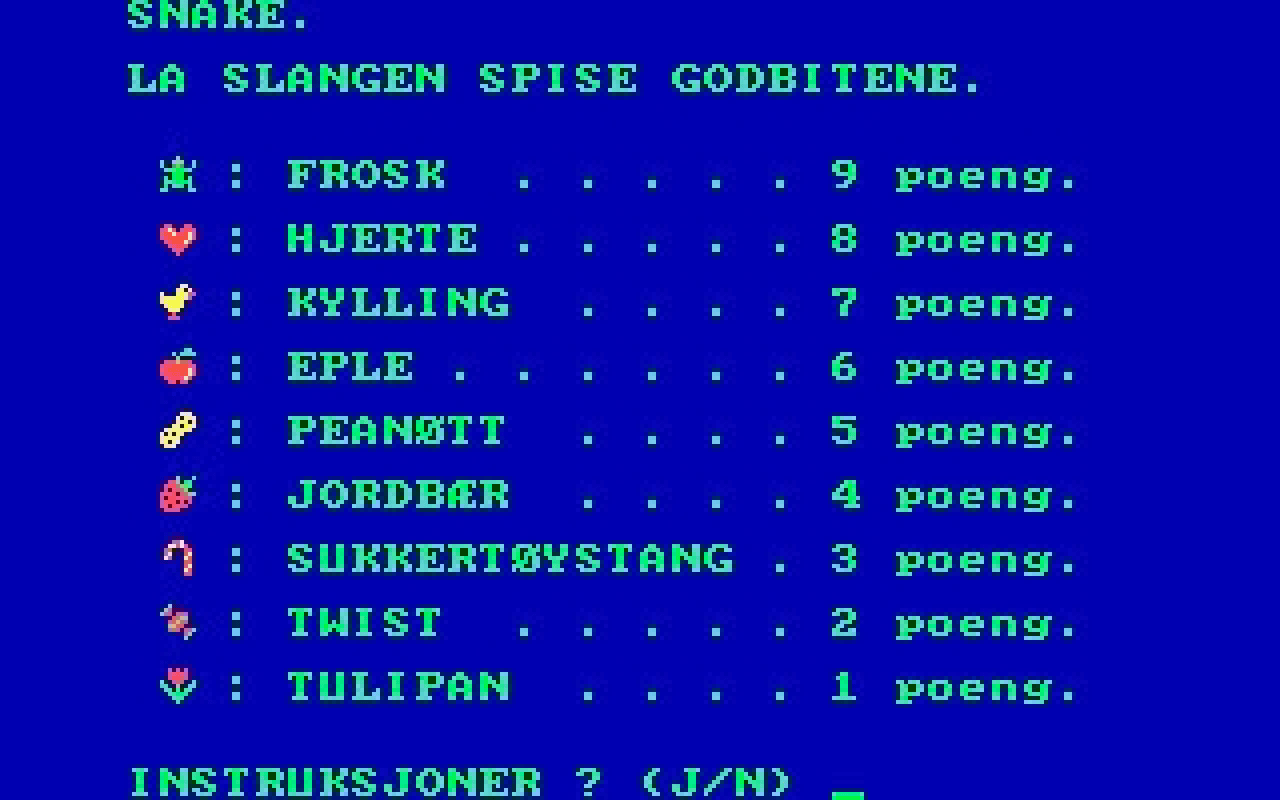 SNAKE.
LA SLANGEN SPISE GODBITENE.
: FROSK . . . . . 9 poeng.
: HJERTE . . . . . 8 poeng.
: KYLLING . . . . 7 poeng.
: EPLE . . . . . . 6 poeng.
: PEANØTT . . . . 5 poeng.
: JORDBÆR . . . . 4 poeng.
: SUKKERTØYSTANG . 3 poeng.
: TWIST . . . . . 2 poeng.
: TULIPAN . . . . 1 poeng.
INSTRUKSJONER ? (J/N) _